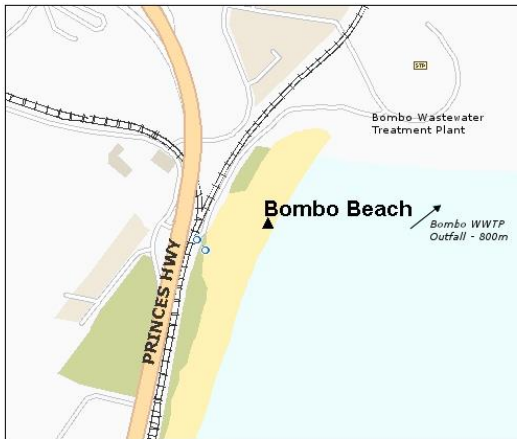 STP
Bombo Wastewater
Treatment Plant
Bombo Beach
Bombo WWTP
Outfall - 800m
PRINCES HWY